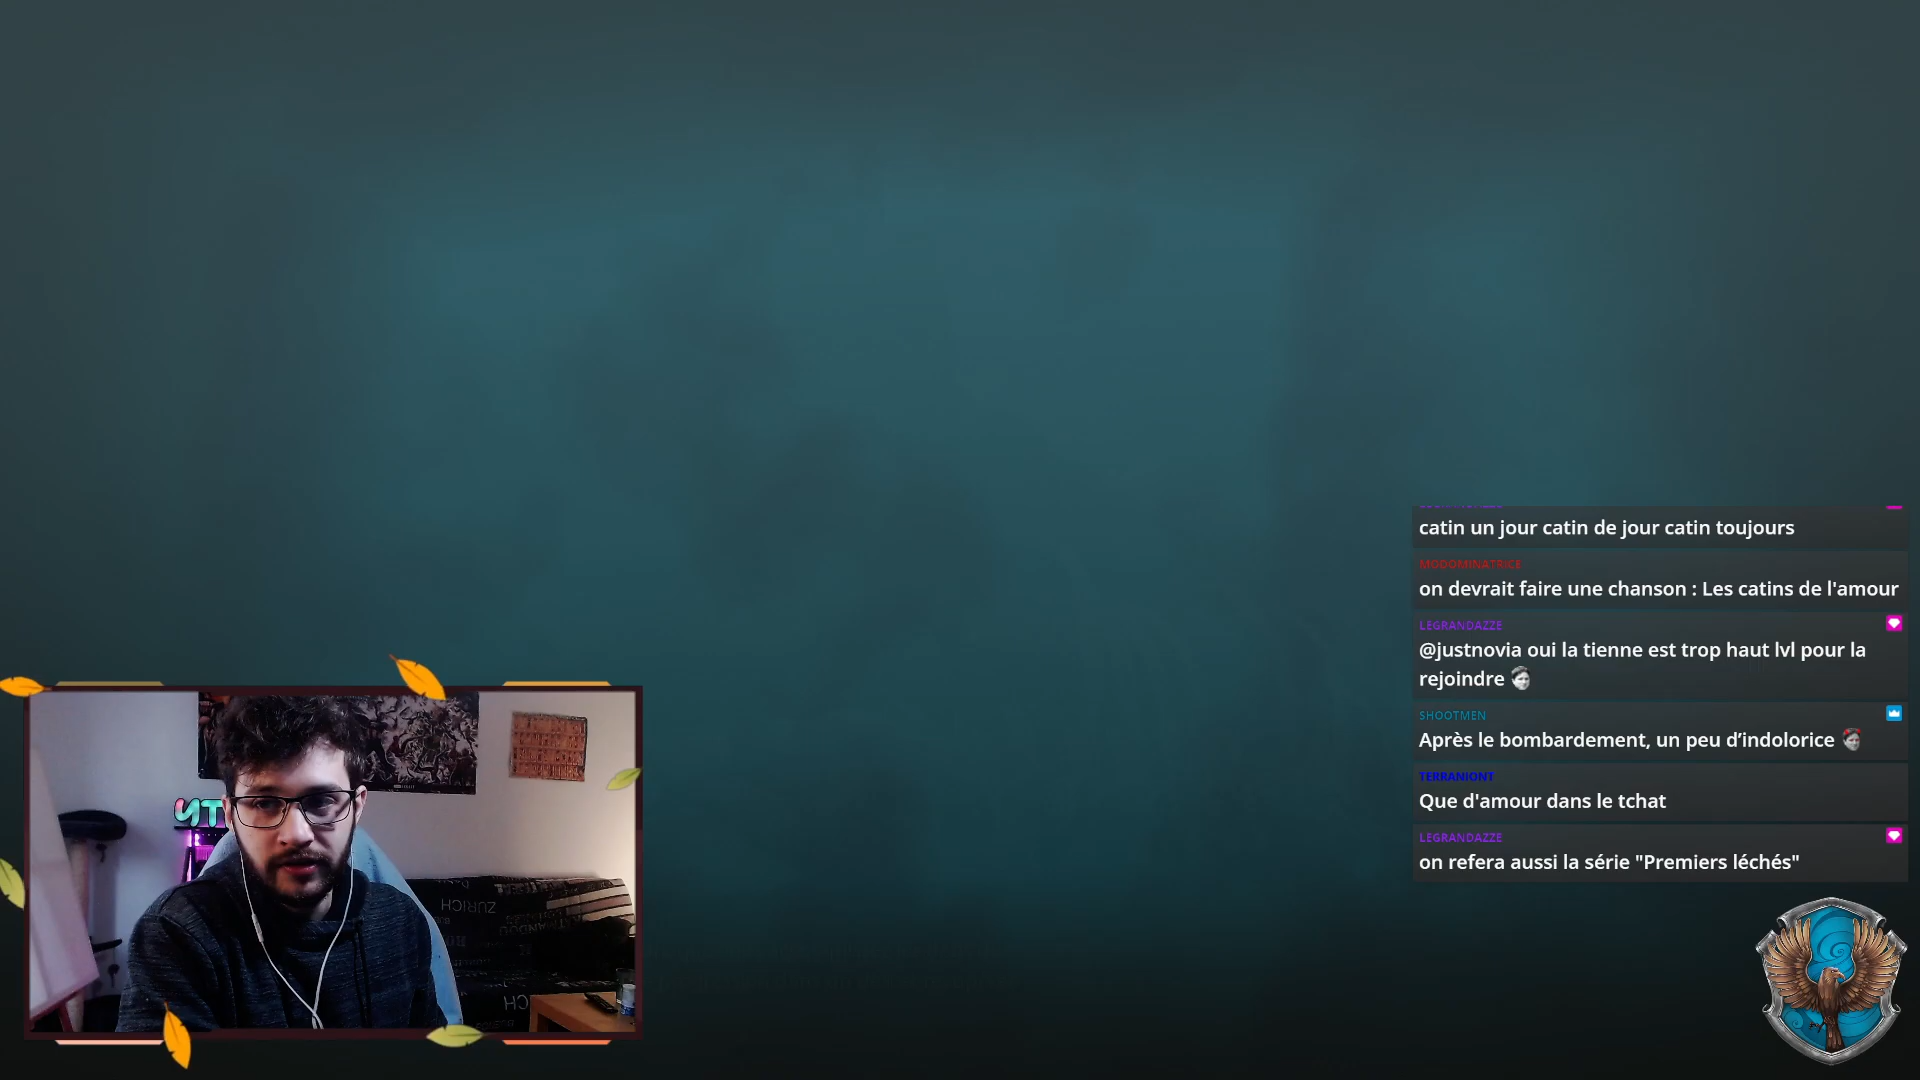 catin un jour catin de jour catin toujours
MODOMINATRICE
on devrait faire une chanson : Les catins de l'amour
LEGRANDAZZE
@justnovia oui la tienne est trop haut lvl pour la
rejoindre
SHOOTMEN
Après le bombardement, un peu d’indolorice
TERRANIONT
Que d'amour dans le tchat
LEGRANDAZZE
on refera aussi la série "Premiers léchés"
ZURICH